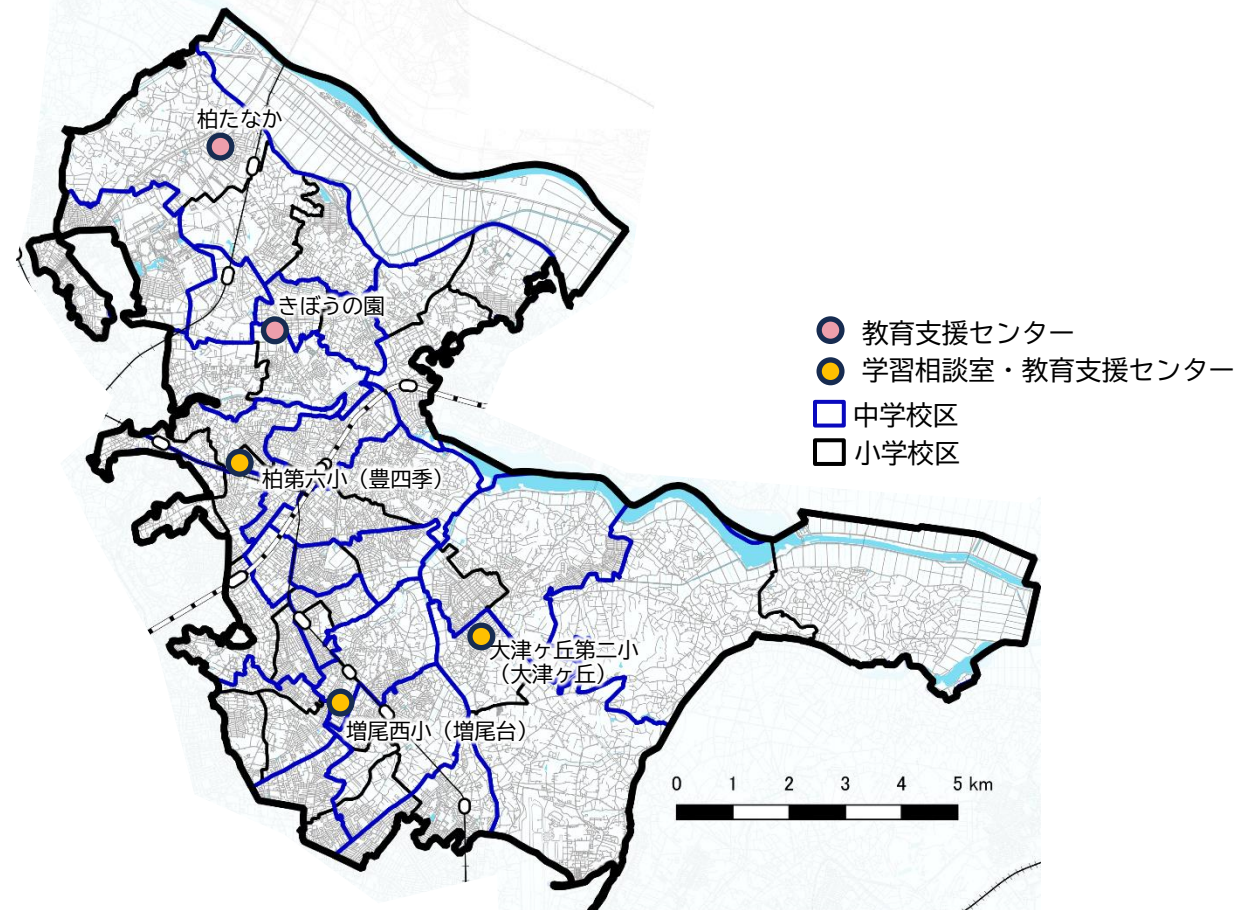 柏たなか
きぼうの園
教育支援センター
学習相談室・教育支援センター
中学校区
小学校区
柏第六小（豊四季）
大津ヶ丘第二小
（大津ヶ丘）
増尾西小（増尾台）
0 1 2 3 4 5 km